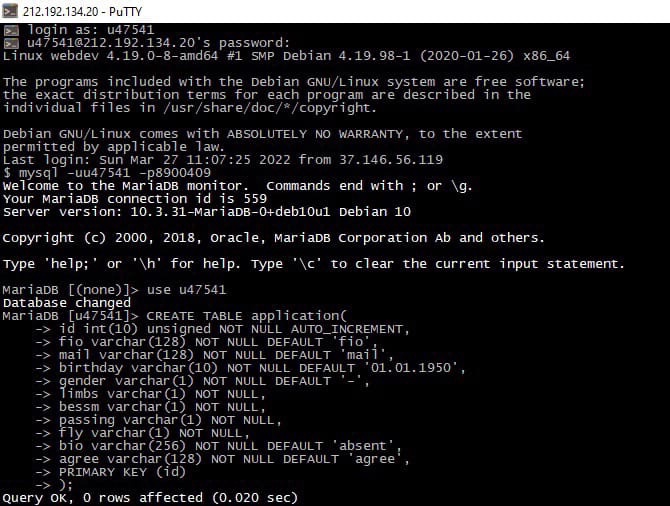 212.192.134.20 - PuTTY
login as: u47541
u47541@212.192.134.20's password:
Linux webdev 4.19.0-8-amd64 #1 SMP Debian 4.19.98-1 (2020-01-26) x86_64
The programs included with the Debian GNU/Linux system are free software;
the exact distribution terms for each program are described in the
individual files in /usr/share/doc/*/copyright.
Debian GNU/Linux comes with ABSOLUTELY NO WARRANTY, to the extent
permitted by applicable law.
Last login: Sun Mar 27 11:07:25 2022 from 37.146.56.119
$ mysql -uu47541 -p8900409
Welcome to the MariaDB monitor.  Commands end with ; or \g.
Your MariaDB connection id is 559
Server version: 10.3.31-MariaDB-0+deb10u1 Debian 10
Copyright (c) 2000, 2018, Oracle, MariaDB Corporation Ab and others.
Type 'help;' or '\h' for help. Type '\c' to clear the current input statement.
MariaDB [(none)]> use u47541
Database changed
MariaDB [u47541]> CREATE TABLE application(
-> id int(10) unsigned NOT NULL AUTO_INCREMENT,
-> fio varchar(128) NOT NULL DEFAULT 'fio',
-> mail varchar(128) NOT NULL DEFAULT 'mail',
-> birthday varchar(10) NOT NULL DEFAULT '01.01.1950',
-> gender varchar(1) NOT NULL DEFAULT '-',
-> limbs varchar(1) NOT NULL,
-> bessm varchar(1) NOT NULL,
-> passing varchar(1) NOT NULL,
-> fly varchar(1) NOT NULL,
-> bio varchar(256) NOT NULL DEFAULT 'absent',
-> agree varchar(128) NOT NULL DEFAULT 'agree',
-> PRIMARY KEY (id)
-> );
Query OK, 0 rows affected (0.020 sec)